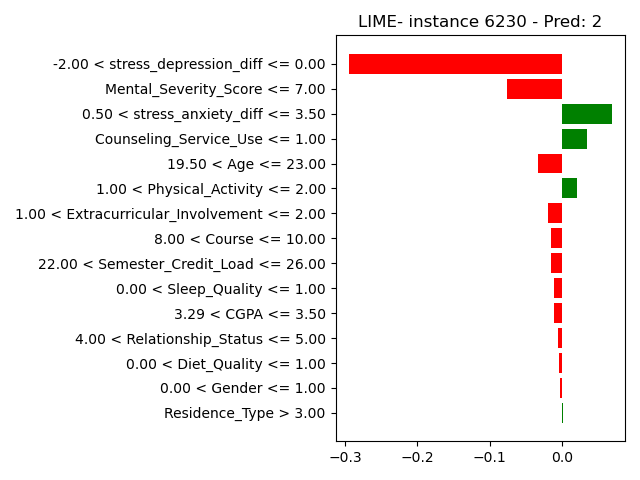 LIME- instance 6230 - Pred: 2
-2.00 < stress_depression_diff <= 0.00
Mental_Severity_Score <= 7.00
0.50 < stress_anxiety_diff <= 3.50
Counseling_Service_Use <= 1.00
19.50 < Age <= 23.00
1.00 < Physical_Activity <= 2.00
1.00 < Extracurricular_Involvement <= 2.00
8.00 < Course <= 10.00
22.00 < Semester_Credit_Load <= 26.00
0.00 < Sleep_Quality <= 1.00
3.29 < CGPA <= 3.50
4.00 < Relationship_Status <= 5.00
0.00 < Diet_Quality <= 1.00
0.00 < Gender <= 1.00
Residence_Type > 3.00
−0.3 −0.2 −0.1 0.0